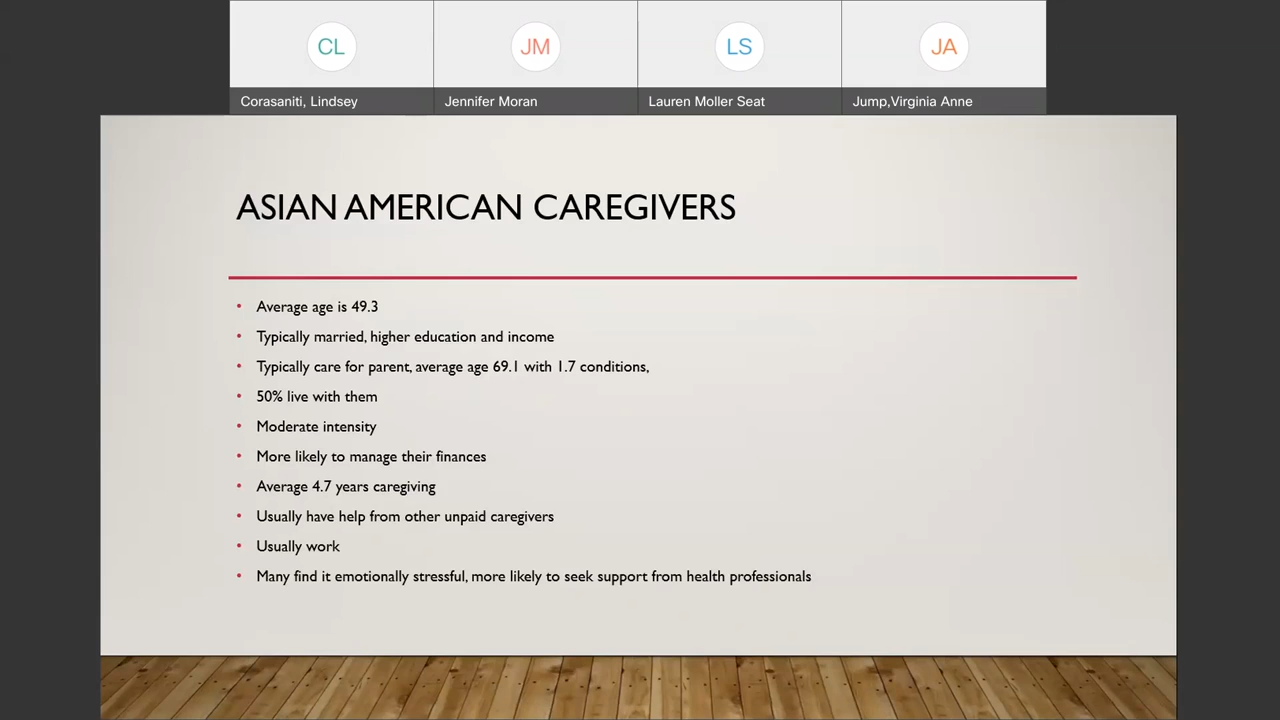 CL
JM
LS
JA
Corasaniti, Lindsey
Jennifer Moran
Lauren Moller Seat
Jump,Virginia Anne
ASIAN AMERICAN CAREGIVERS
• Average age is 49.3
• Typically married, higher education and income
• Typically care for parent, average age 69.1 with 1.7 conditions,
• 50% live with them
• Moderate intensity
• More likely to manage their finances
• Average 4.7 years caregiving
• Usually have help from other unpaid caregivers
• Usually work
• Many find it emotionally stressful, more likely to seek support from health professionals